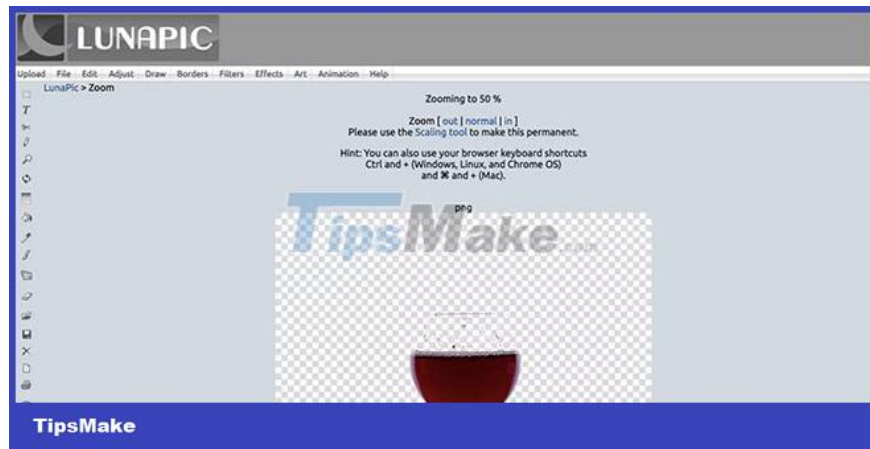 LUNAPIC
Upload File Edit Adjust Draw Borders Filters Effects Art Animation Help
LunaPic > Zoom
Zooming to 50 %
Zoom [ out | normal | in ]
Please use the Scaling tool to make this permanent.
Hint: You can also use your browser keyboard shortcuts
Ctrl and + (Windows, Linux, and Chrome OS)
and ⌘ and + (Mac).
png
TipsMake.com
TipsMake